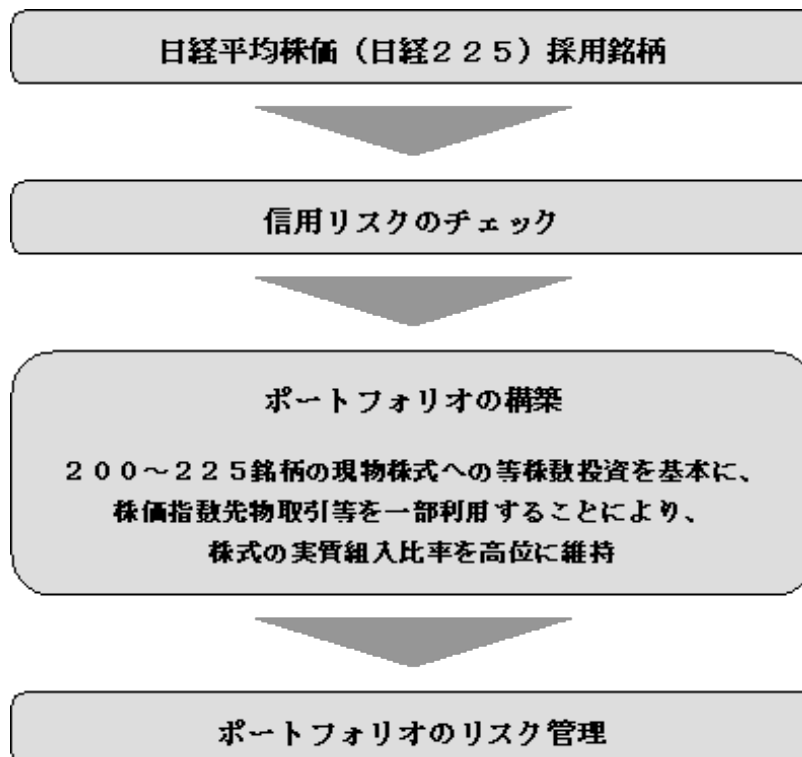 日経平均株価（日経２２５）採用銘柄
信用リスクのチェック
ポートフォリオの構築
２００～２２５銘柄の現物株式への等株数投資を基本に、
株価指数先物取引等を一部利用することにより、
株式の実質組入比率を高位に維持
ポートフォリオのリスク管理